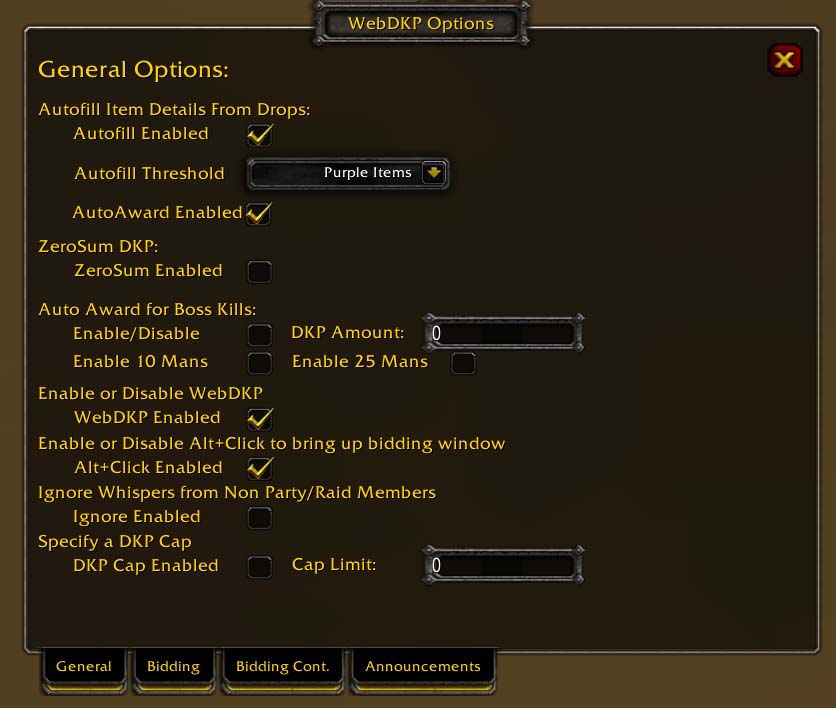 WebDKP Options
General Options:
Autofill Item Details From Drops:
Autofill Enabled
Autofill Threshold Purple Items
AutoAward Enabled
ZeroSum DKP:
ZeroSum Enabled
Auto Award for Boss Kills:
Enable/Disable DKP Amount: 0
Enable 10 Mans Enable 25 Mans
Enable or Disable WebDKP
WebDKP Enabled
Enable or Disable Alt+Click to bring up bidding window
Alt+Click Enabled
Ignore Whispers from Non Party/Raid Members
Ignore Enabled
Specify a DKP Cap
DKP Cap Enabled Cap Limit: 0
General Bidding Bidding Cont. Announcements